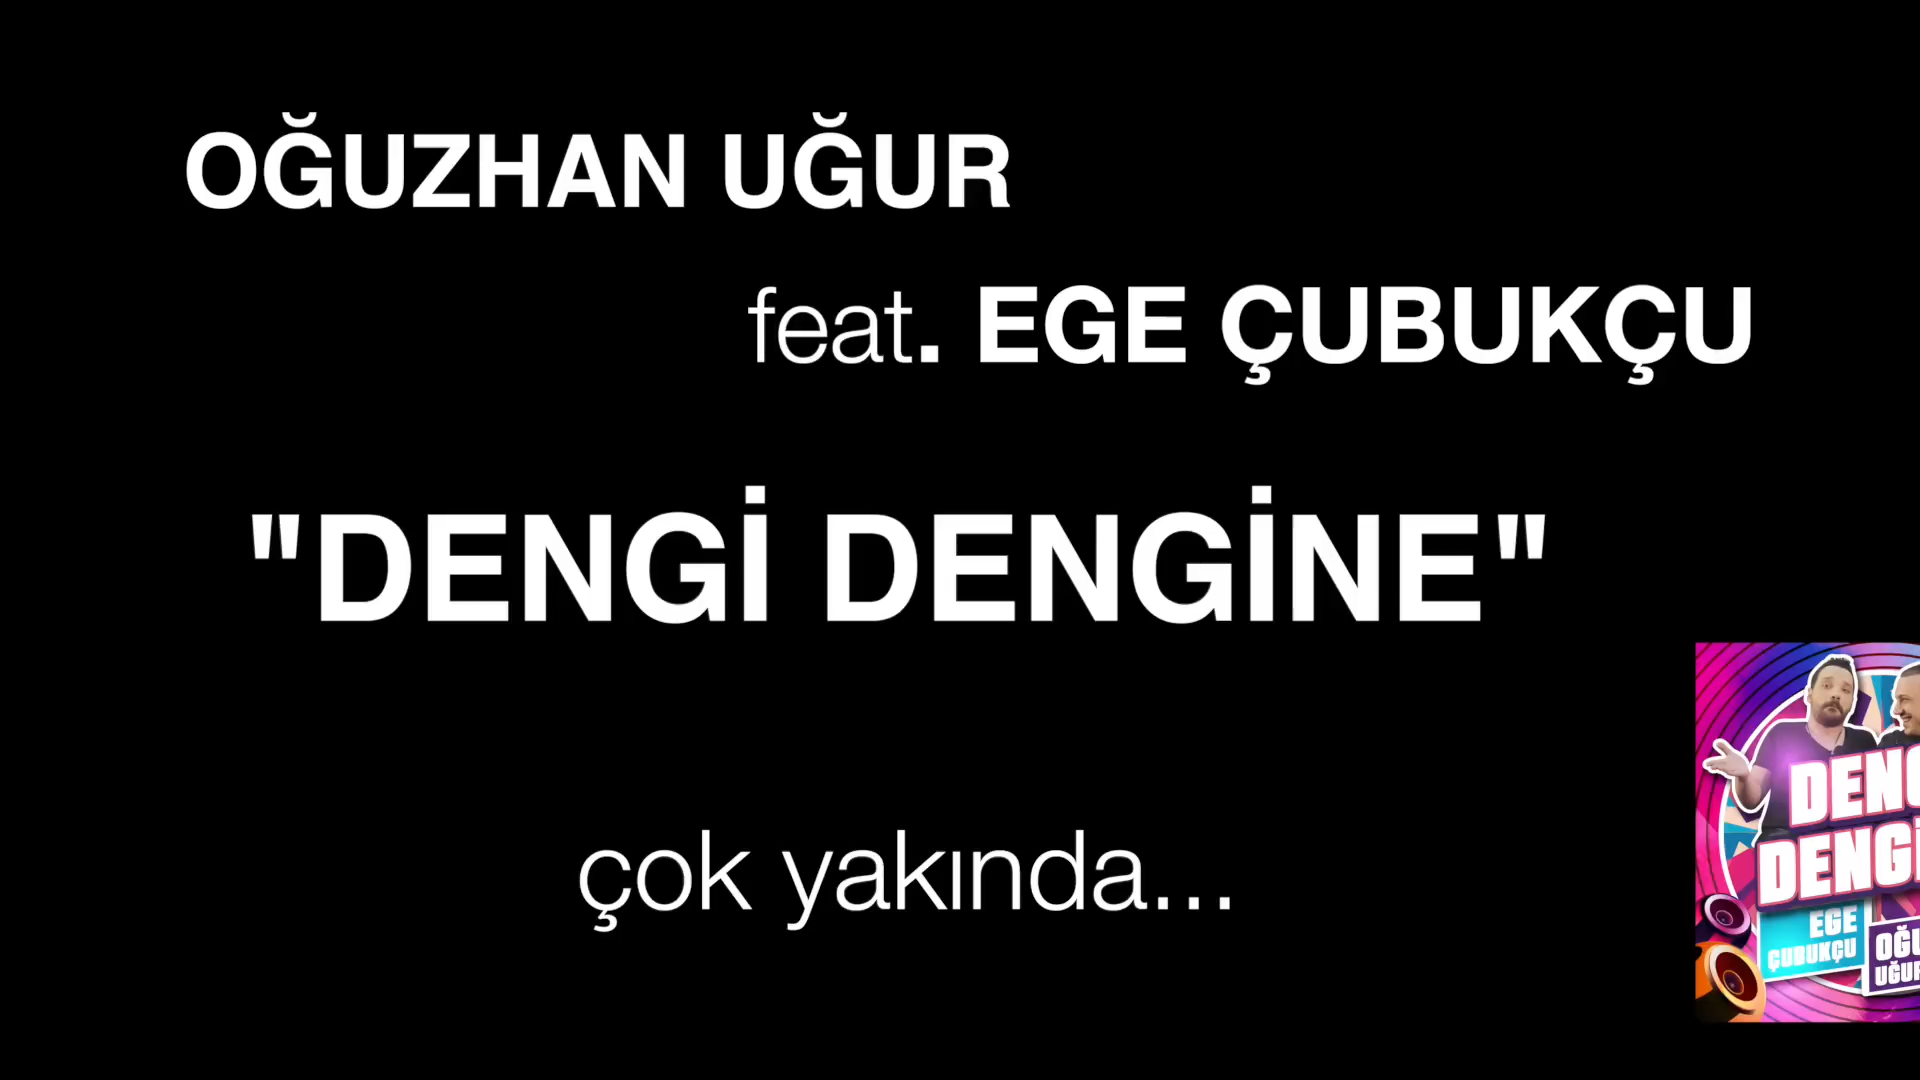 OĞUZHAN UĞUR
feat. EGE ÇUBUKÇU
"DENGİ DENGİNE"
çok yakında...
EGE
ÇUBUKÇU